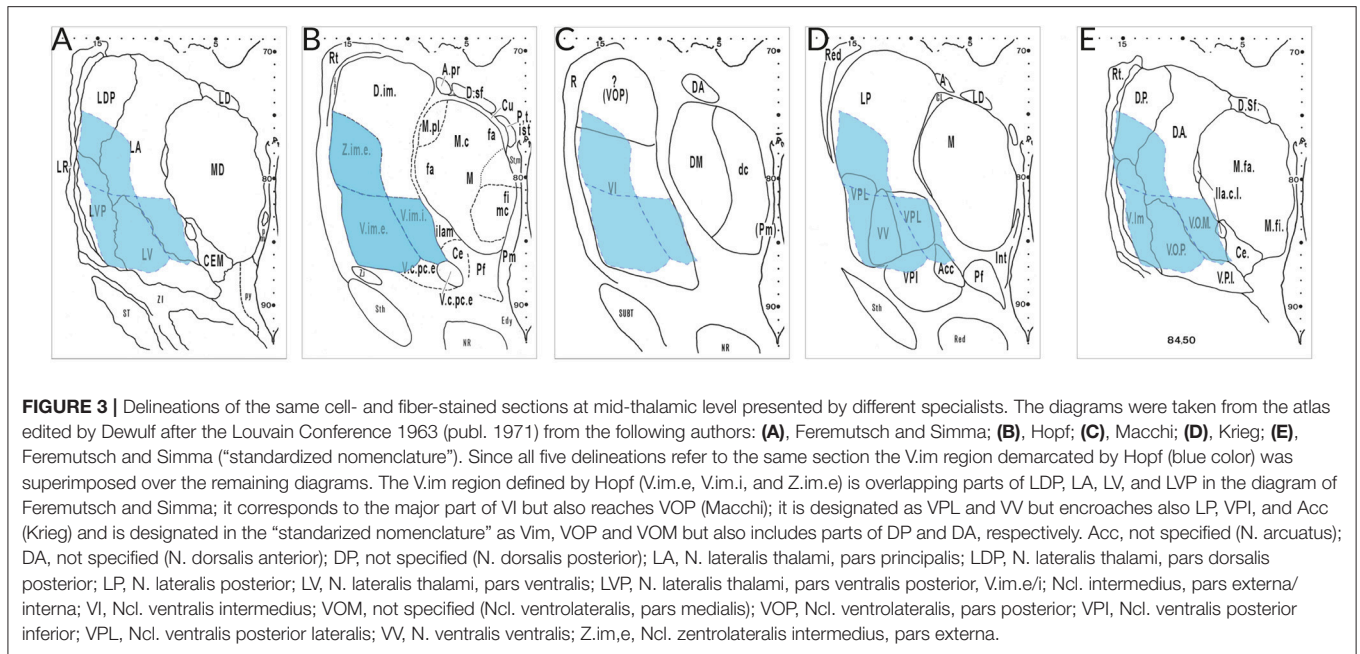 A
15
5
70
LDP
LD
LA
MD
LR
80
LVP
LV
CEM
ZI
ST
PY
90
B
15
5
70
Rt
A.pr
D.im.
D.sf
Cu
P.t.
ist
M.pl
M.c
fa
fa
Z.im.e.
Stm
M
80
fi
mc
V.im.i.
V.im.e.
ilam
Ce
Pm
V.c.pc.e
Pf
ZI
V.c.pc.e
Sth
Edy
NR
90
C
15
5
70
R
?
(VOP)
DA
DM
dc
80
VI
(Pm)
SUBT
NR
90
D
15
5
70
Red
LP
A
CL
LD
M
80
VPL
VPL
VV
Int
Acc
Pf
VPI
Sth
Red
90
E
15
5
70
Rt.
D.P.
D.Sf.
D.A.
M.fa.
80
IIa.c.l.
V.Im
V.O.M.
M.fi.
V.O.P.
Ce.
V.P.I.
90
84,50
FIGURE 3 | Delineations of the same cell- and fiber-stained sections at mid-thalamic level presented by different specialists. The diagrams were taken from the atlas
edited by Dewulf after the Louvain Conference 1963 (publ. 1971) from the following authors: (A), Feremutsch and Simma; (B), Hopf; (C), Macchi; (D), Krieg; (E),
Feremutsch and Simma (“standardized nomenclature”). Since all five delineations refer to the same section the V.im region demarcated by Hopf (blue color) was
superimposed over the remaining diagrams. The V.im region defined by Hopf (V.im.e, V.im.i, and Z.im.e) is overlapping parts of LDP, LA, LV, and LVP in the diagram of
Feremutsch and Simma; it corresponds to the major part of VI but also reaches VOP (Macchi); it is designated as VPL and VV but encroaches also LP, VPI, and Acc
(Krieg) and is designated in the “standarized nomenclature” as Vim, VOP and VOM but also includes parts of DP and DA, respectively. Acc, not specified (N. arcuatus);
DA, not specified (N. dorsalis anterior); DP, not specified (N. dorsalis posterior); LA, N. lateralis thalami, pars principalis; LDP, N. lateralis thalami, pars dorsalis
posterior; LP, N. lateralis posterior; LV, N. lateralis thalami, pars ventralis; LVP, N. lateralis thalami, pars ventralis posterior, V.im.e/i; Ncl. intermedius, pars externa/
interna; VI, Ncl. ventralis intermedius; VOM, not specified (Ncl. ventrolateralis, pars medialis); VOP, Ncl. ventrolateralis, pars posterior; VPI, Ncl. ventralis posterior
inferior; VPL, Ncl. ventralis posterior lateralis; VV, N. ventralis ventralis; Z.im,e, Ncl. zentrolateralis intermedius, pars externa.